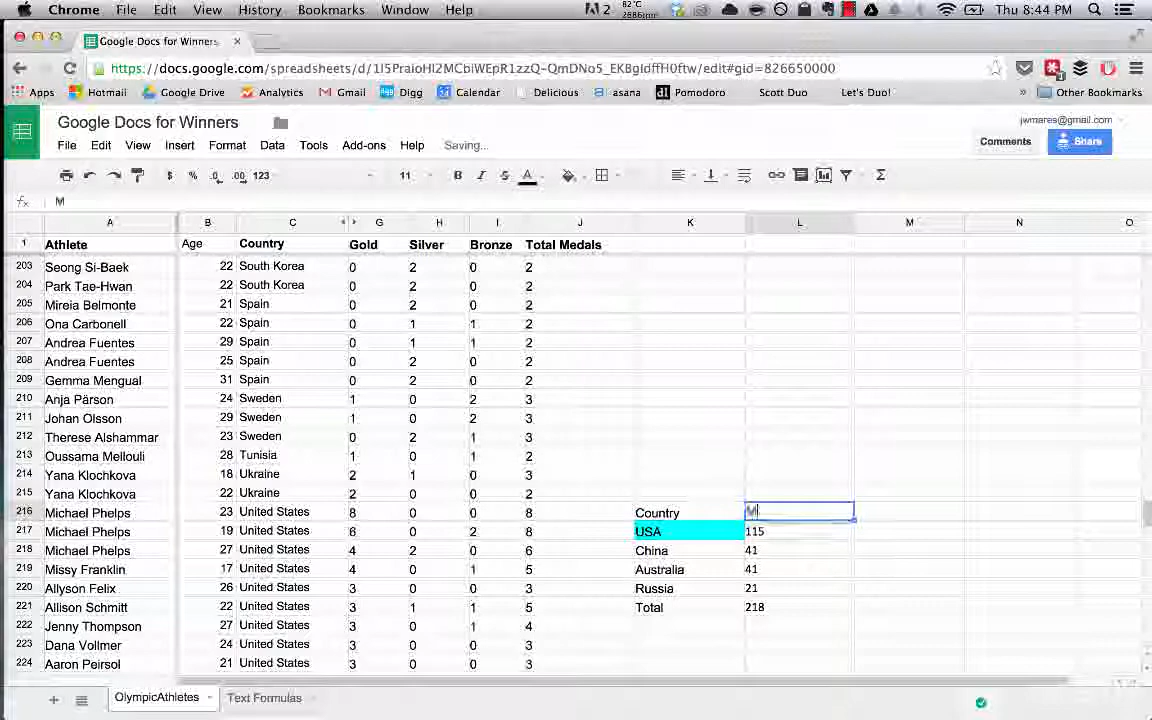 Chrome File Edit View History Bookmarks Window Help 2 82°C 2886rpm Thu 8:44 PM
Google Docs for Winners
https://docs.google.com/spreadsheets/d/
/edit#gid=826650000
Apps Hotmail Google Drive Analytics Gmail Digg Calendar Delicious asana Pomodoro Scott Duo Let's Duo! » Other Bookmarks
Google Docs for Winners jwmares@gmail.com
File Edit View Insert Format Data Tools Add-ons Help Saving... Comments Share
$ % .0 .00 123 11 B I S A Σ
fx M
A B C G H I J K L M N O
1 Athlete Age Country Gold Silver Bronze Total Medals
203 Seong Si-Baek 22 South Korea 0 2 0 2
204 Park Tae-Hwan 22 South Korea 0 2 0 2
205 Mireia Belmonte 21 Spain 0 2 0 2
206 Ona Carbonell 22 Spain 0 1 1 2
207 Andrea Fuentes 29 Spain 0 1 1 2
208 Andrea Fuentes 25 Spain 0 2 0 2
209 Gemma Mengual 31 Spain 0 2 0 2
210 Anja Pärson 24 Sweden 1 0 2 3
211 Johan Olsson 29 Sweden 1 0 2 3
212 Therese Alshammar 23 Sweden 0 2 1 3
213 Oussama Mellouli 28 Tunisia 1 0 1 2
214 Yana Klochkova 18 Ukraine 2 1 0 3
215 Yana Klochkova 22 Ukraine 2 0 0 2
216 Michael Phelps 23 United States 8 0 0 8 Country M
217 Michael Phelps 19 United States 6 0 2 8 USA 115
218 Michael Phelps 27 United States 4 2 0 6 China 41
219 Missy Franklin 17 United States 4 0 1 5 Australia 41
220 Allyson Felix 26 United States 3 0 0 3 Russia 21
221 Allison Schmitt 22 United States 3 1 1 5 Total 218
222 Jenny Thompson 27 United States 3 0 1 4
223 Dana Vollmer 24 United States 3 0 0 3
224 Aaron Peirsol 21 United States 3 0 0 3
+ OlympicAthletes Text Formulas